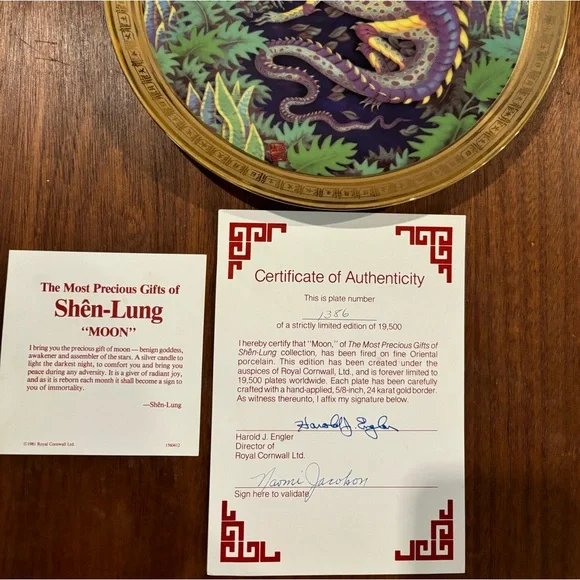 The Most Precious Gifts of
Shên-Lung
"MOON"
I bring you the precious gift of moon — benign goddess,
awakener and assembler of the stars. A silver candle to
light the darkest night, to comfort you and bring you
peace during any adversity. It is a giver of radiant joy,
and as it is reborn each month it shall become a sign to
you of immortality.
—Shên-Lung
©1981 Royal Cornwall Ltd.
Certificate of Authenticity
This is plate number
1386
of a strictly limited edition of 19,500
I hereby certify that "Moon," of The Most Precious Gifts of
Shên-Lung collection, has been fired on fine Oriental
porcelain. This edition has been created under the
auspices of Royal Cornwall, Ltd., and is forever limited to
19,500 plates worldwide. Each plate has been carefully
crafted with a hand-applied, 5/8-inch, 24 karat gold border.
As witness thereunto, I affix my signature below.
Harold J. Engler
Harold J. Engler
Director of
Royal Cornwall Ltd.
Naomi Jacobson
Sign here to validate